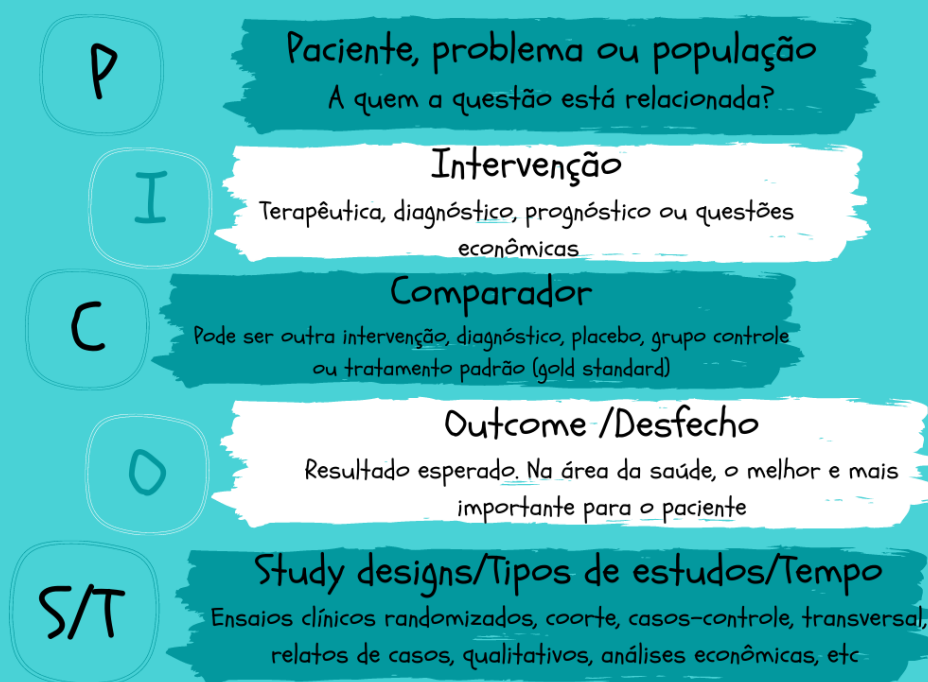 P
Paciente, problema ou população
A quem a questão está relacionada?
I
Intervenção
Terapêutica, diagnóstico, prognóstico ou questões
econômicas
C
Comparador
Pode ser outra intervenção, diagnóstico, placebo, grupo controle
ou tratamento padrão (gold standard)
O
Outcome /Desfecho
Resultado esperado. Na área da saúde, o melhor e mais
importante para o paciente
S/T
Study designs/Tipos de estudos/Tempo
Ensaios clínicos randomizados, coorte, casos-controle, transversal,
relatos de casos, qualitativos, análises econômicas, etc